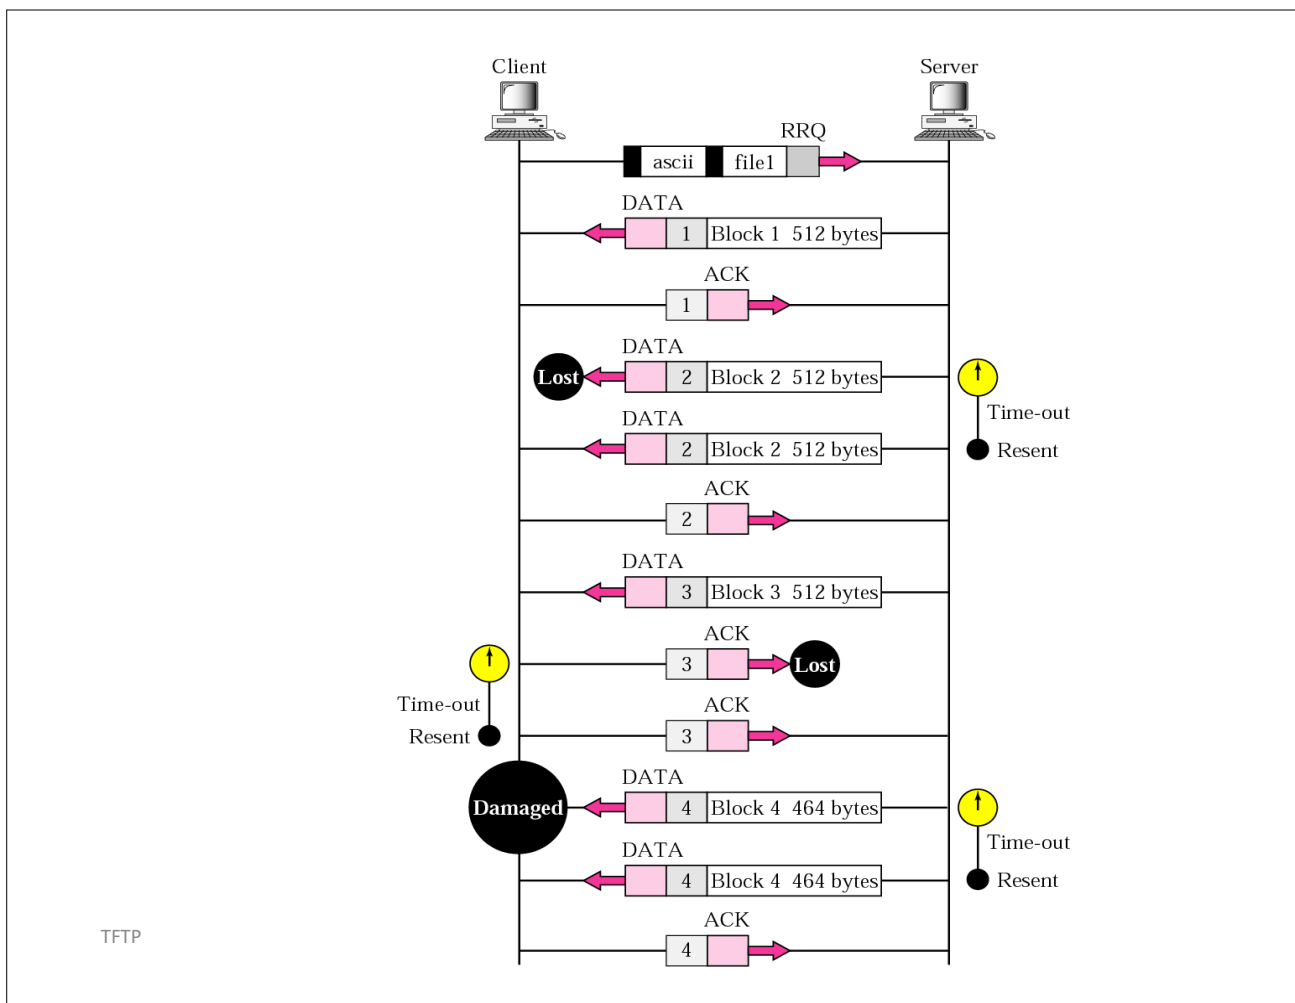 Client Server
RRQ
ascii file1
DATA
1 Block 1 512 bytes
ACK
1
DATA
Lost 2 Block 2 512 bytes
Time-out
DATA
2 Block 2 512 bytes Resent
ACK
2
DATA
3 Block 3 512 bytes
ACK
3 Lost
Time-out
ACK
Resent 3
DATA
Damaged 4 Block 4 464 bytes
Time-out
DATA
4 Block 4 464 bytes Resent
ACK
TFTP
4